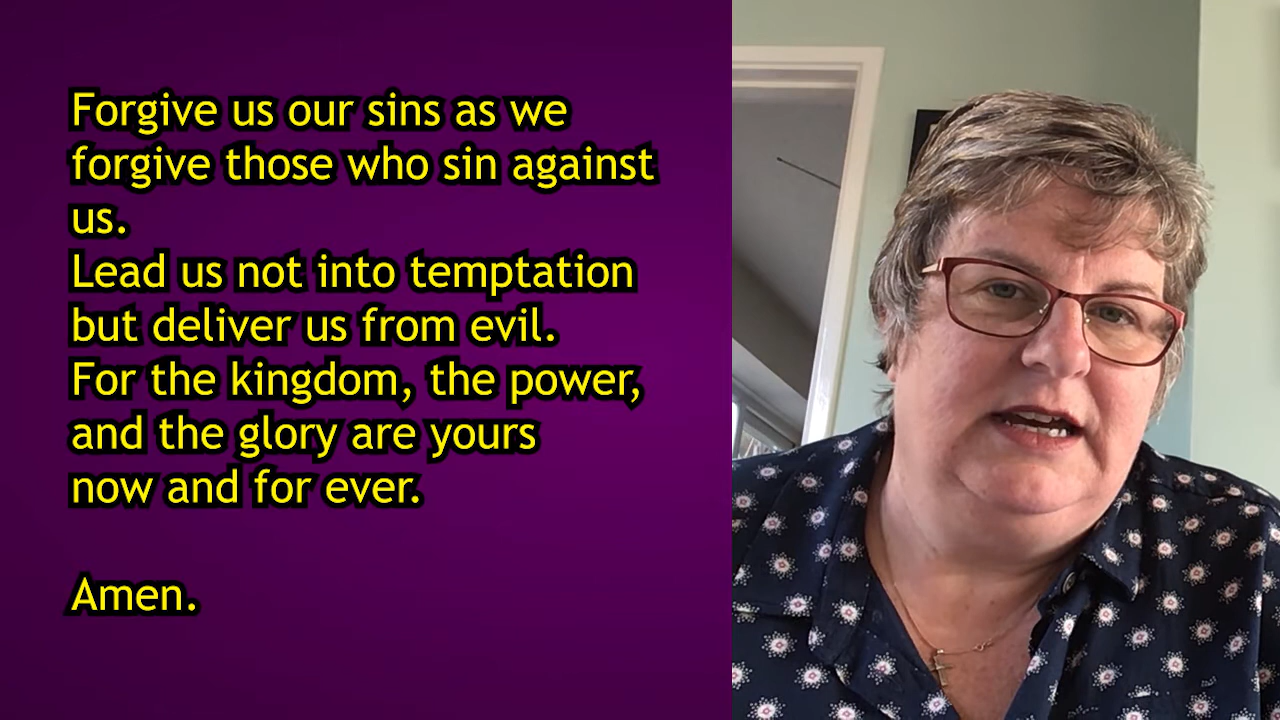 Forgive us our sins as we
forgive those who sin against
us.
Lead us not into temptation
but deliver us from evil.
For the kingdom, the power,
and the glory are yours
now and for ever.
Amen.